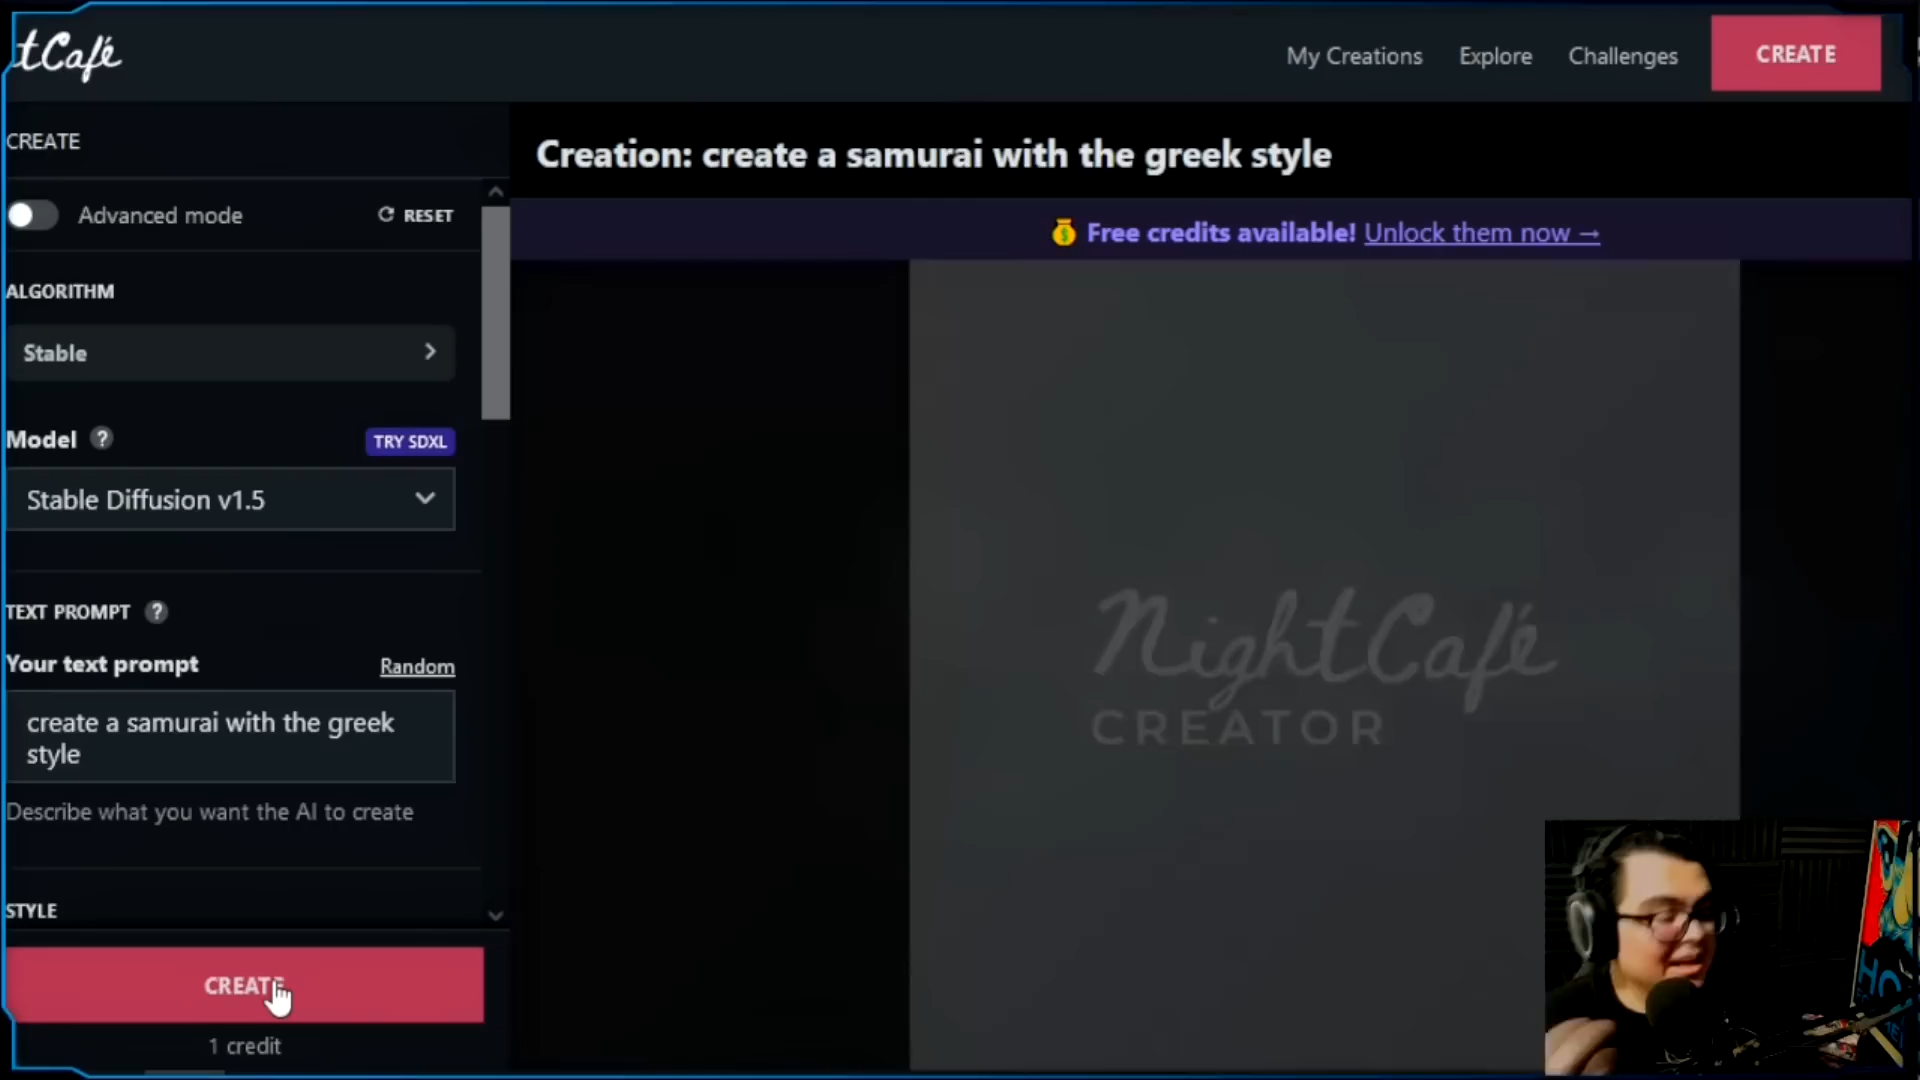 tCafé
My Creations
Explore
Challenges
CREATE
CREATE
Advanced mode
RESET
ALGORITHM
Stable
Model ?
TRY SDXL
Stable Diffusion v1.5
TEXT PROMPT ?
Your text prompt
Random
create a samurai with the greek
style
Describe what you want the AI to create
STYLE
CREATE
1 credit
Creation: create a samurai with the greek style
Free credits available! Unlock them now →
NightCafé
CREATOR